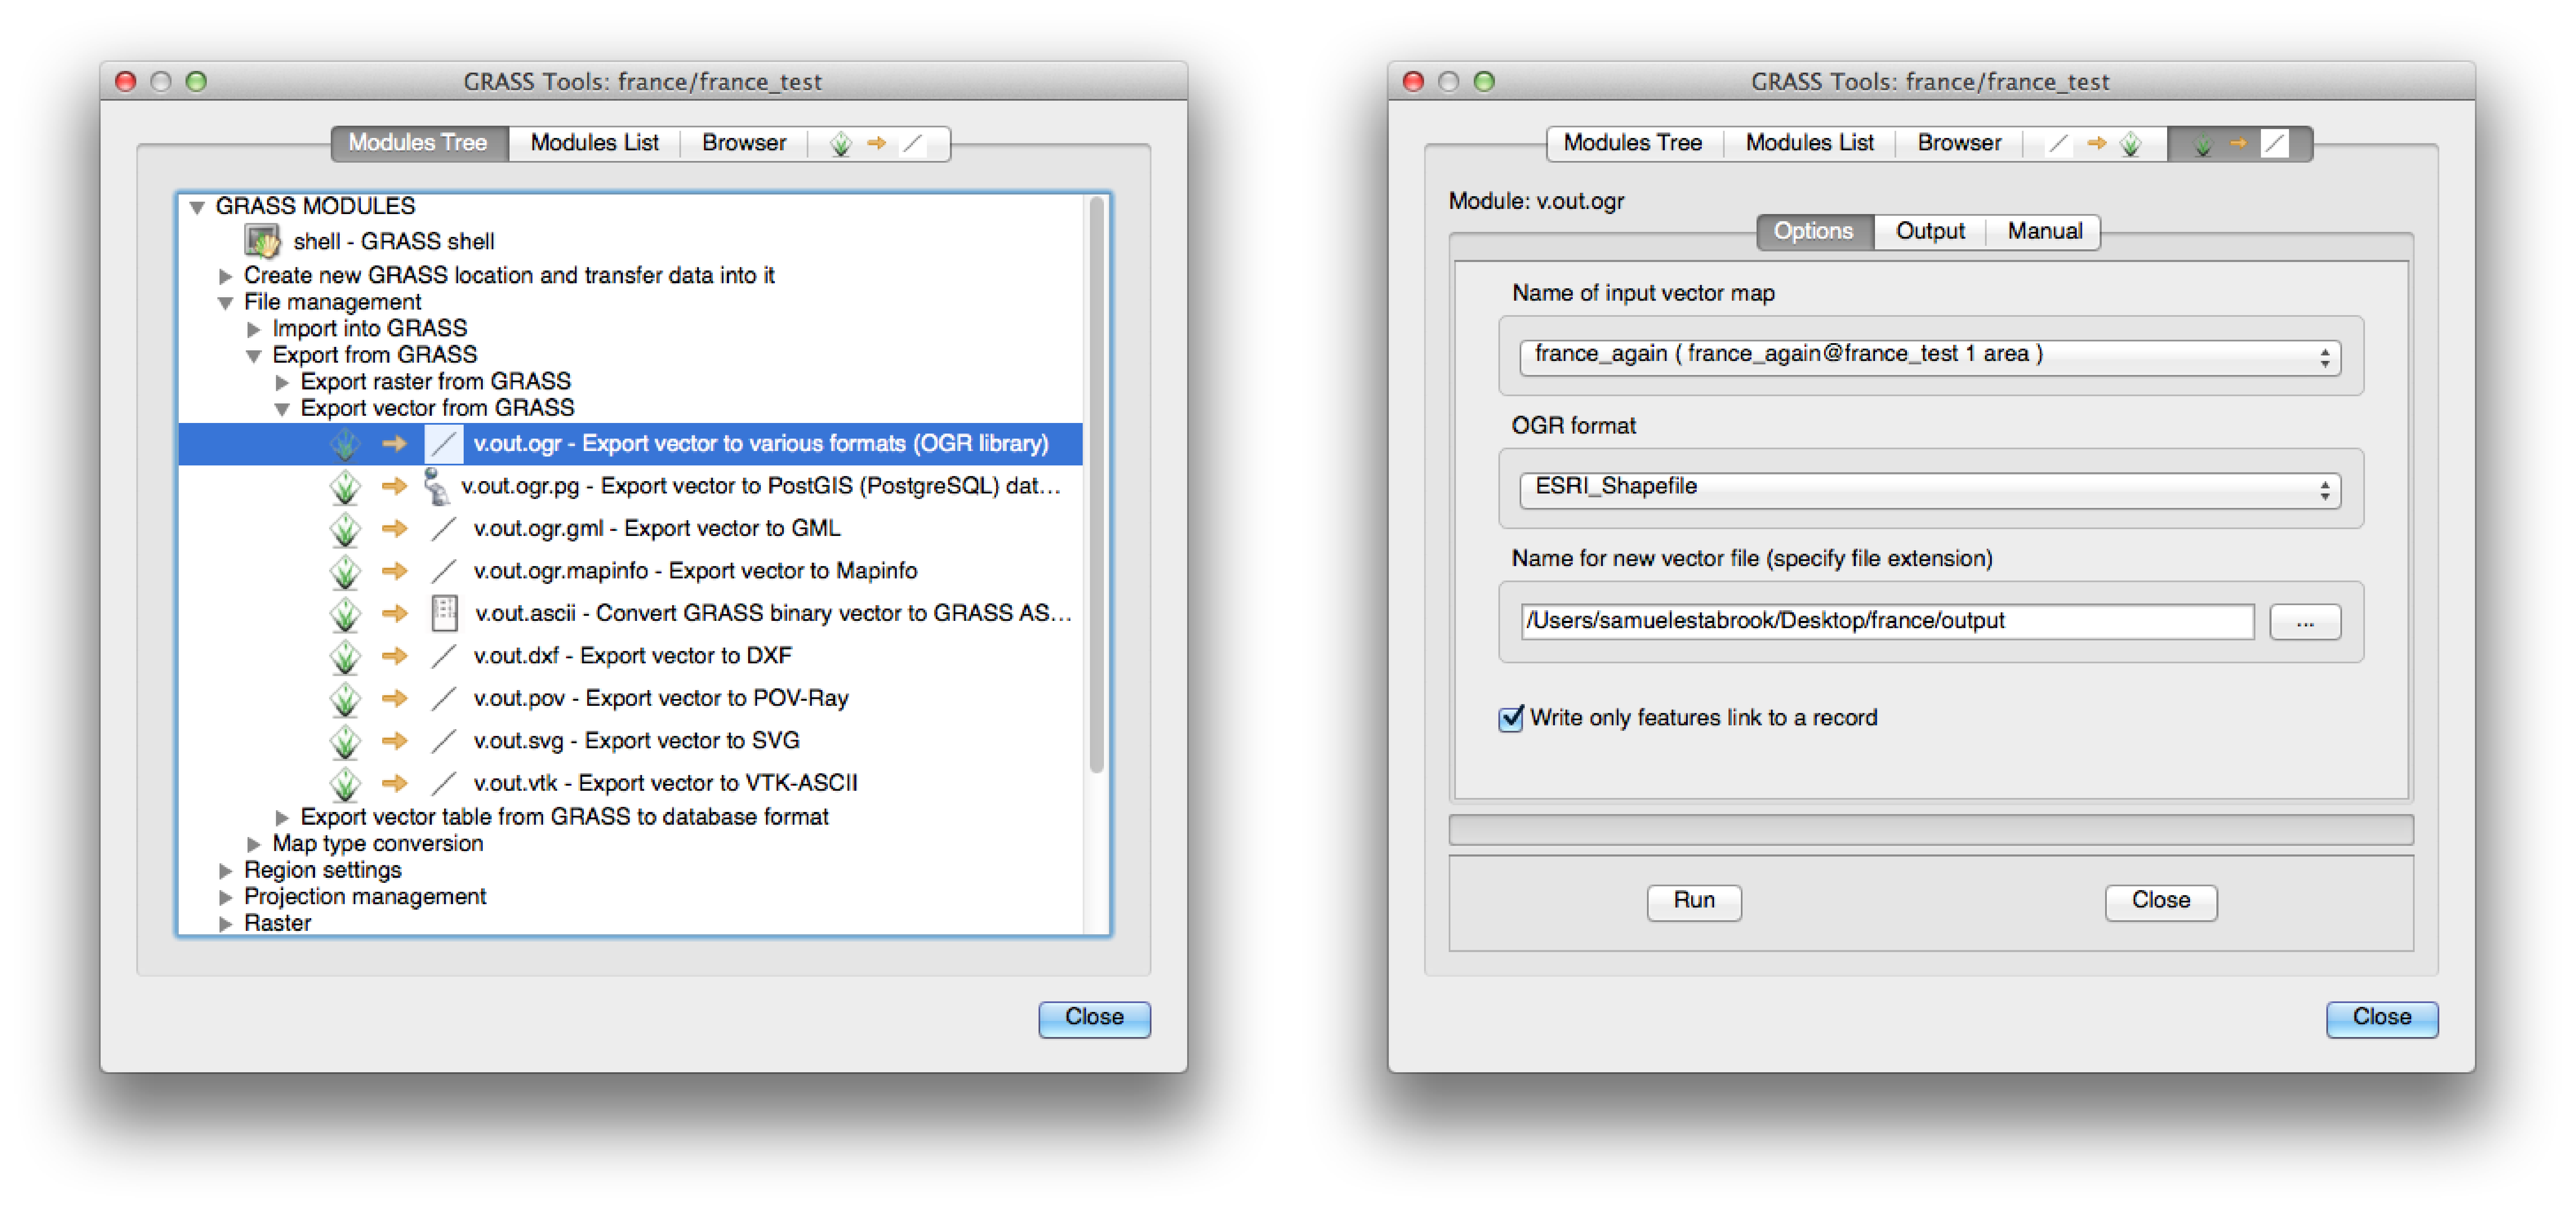 GRASS Tools: france/france_test
Modules Tree
Modules List
Browser
GRASS MODULES
shell - GRASS shell
Create new GRASS location and transfer data into it
File management
Import into GRASS
Export from GRASS
Export raster from GRASS
Export vector from GRASS
v.out.ogr - Export vector to various formats (OGR library)
v.out.ogr.pg - Export vector to PostGIS (PostgreSQL) dat...
v.out.ogr.gml - Export vector to GML
v.out.ogr.mapinfo - Export vector to Mapinfo
v.out.ascii - Convert GRASS binary vector to GRASS AS...
v.out.dxf - Export vector to DXF
v.out.pov - Export vector to POV-Ray
v.out.svg - Export vector to SVG
v.out.vtk - Export vector to VTK-ASCII
Export vector table from GRASS to database format
Map type conversion
Region settings
Projection management
Raster
Close
GRASS Tools: france/france_test
Modules Tree
Modules List
Browser
Module: v.out.ogr
Options
Output
Manual
Name of input vector map
france_again ( france_again@france_test 1 area )
OGR format
ESRI_Shapefile
Name for new vector file (specify file extension)
/Users/samuelestabrook/Desktop/france/output
...
Write only features link to a record
Run
Close
Close